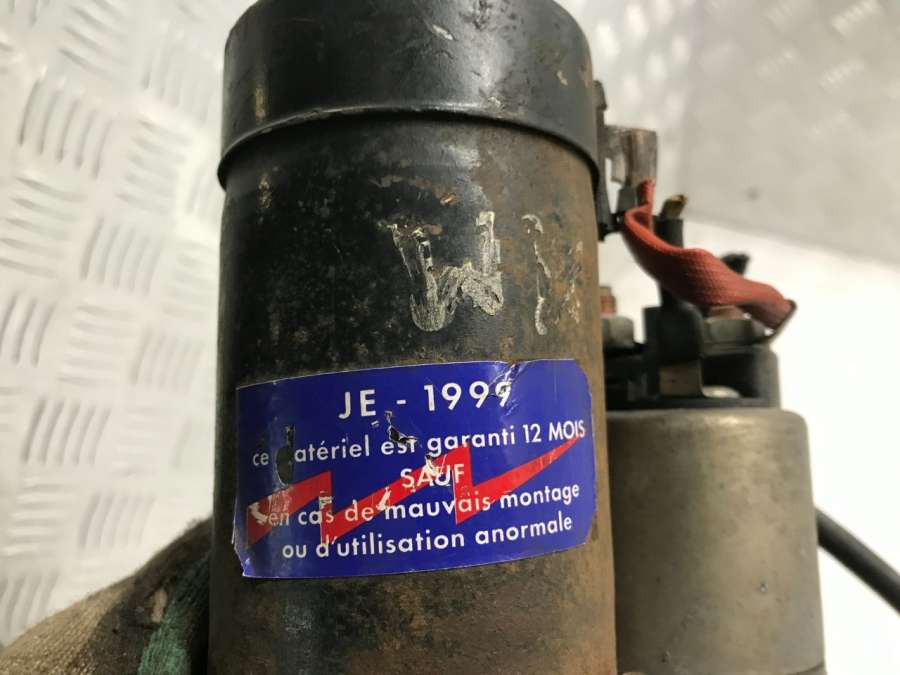 JE - 1999
ce matériel est garanti 12 MOIS
SAUF
en cas de mauvais montage
ou d'utilisation anormale